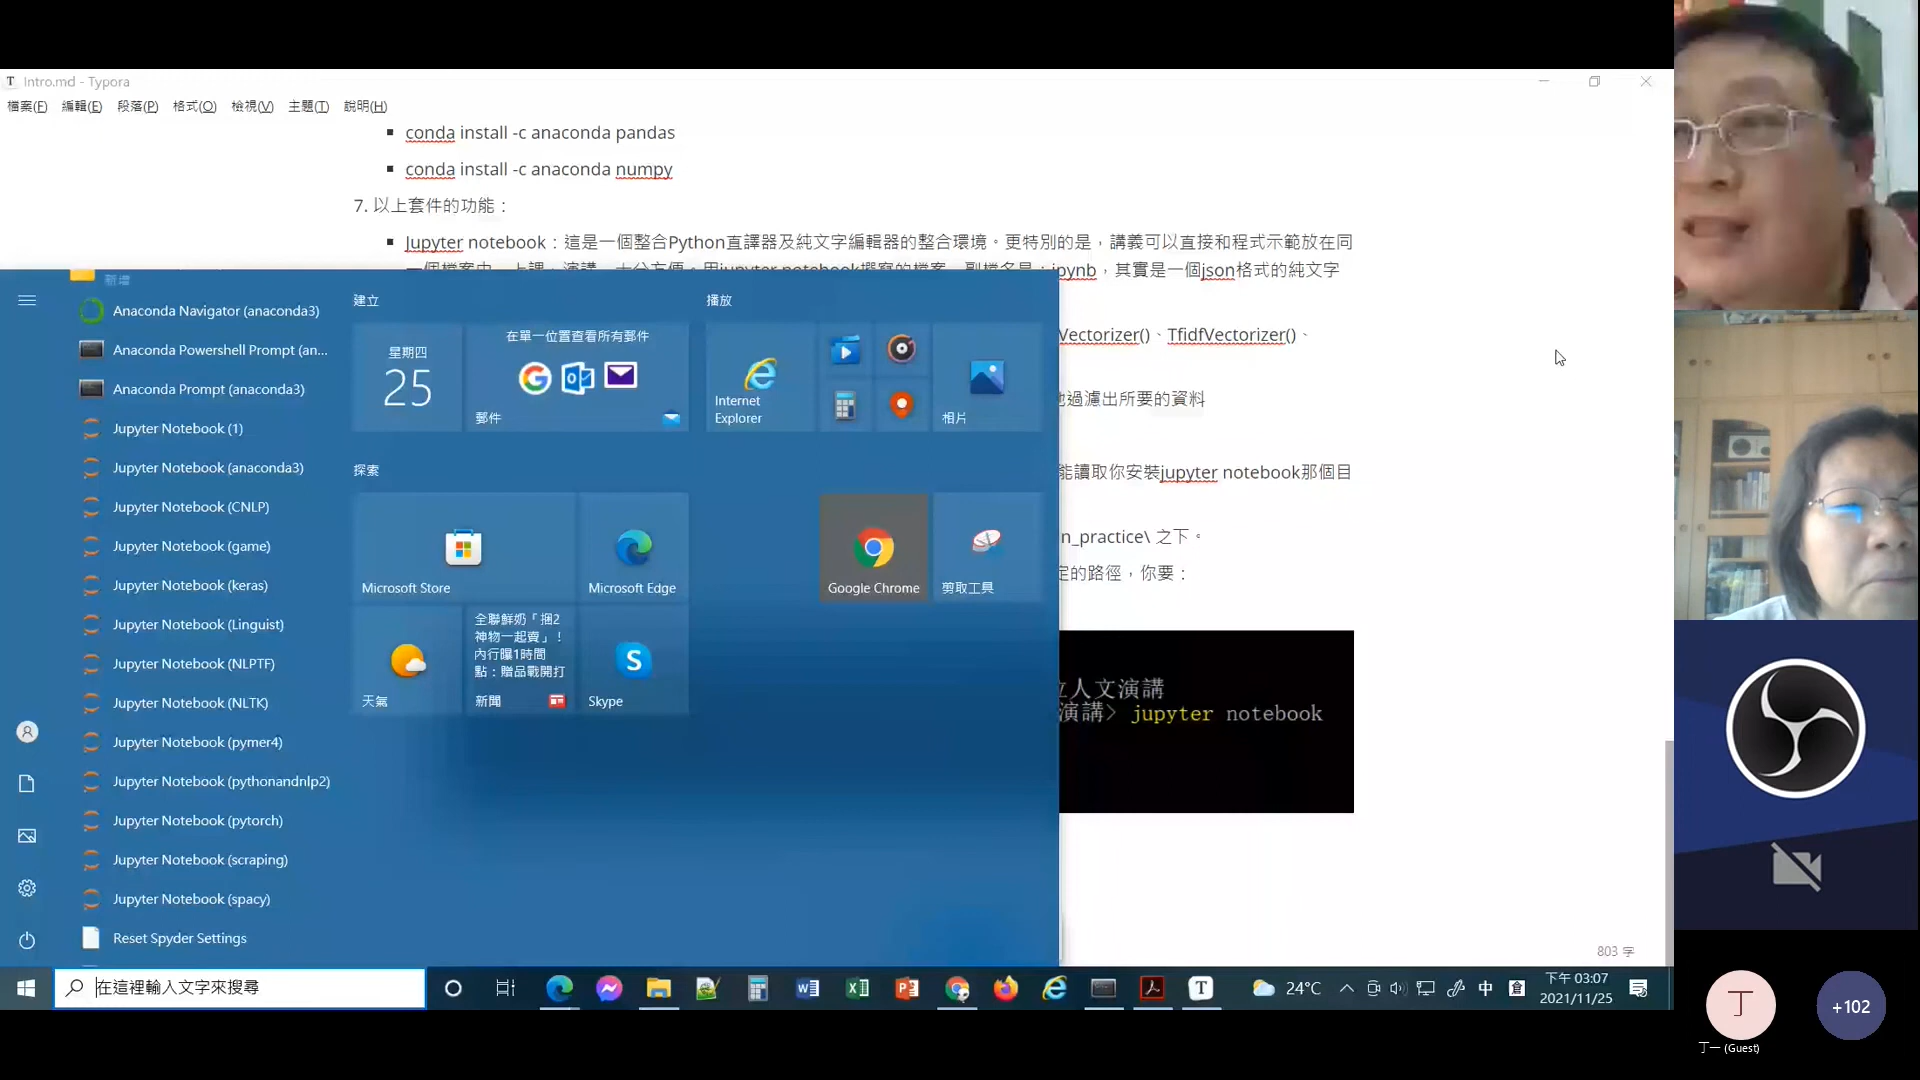 Intro.md - Typora
檔案(F) 編輯(E) 段落(P) 格式(O) 檢視(V) 主題(T) 說明(H)
conda install -c anaconda pandas
conda install -c anaconda numpy
7. 以上套件的功能：
Jupyter notebook：這是一個整合Python直譯器及純文字編輯器的整合環境。更特別的是，講義可以直接和程式示範放在同
ipynb，其實是一個json格式的純文字
Vectorizer()、TfidfVectorizer()、
過濾出所要的資料
能讀取你安裝jupyter notebook那個目
n_practice\ 之下。
定的路徑，你要：
人文演講
演講> jupyter notebook
803 字
新增
Anaconda Navigator (anaconda3)
Anaconda Powershell Prompt (an...
Anaconda Prompt (anaconda3)
Jupyter Notebook (1)
Jupyter Notebook (anaconda3)
Jupyter Notebook (CNLP)
Jupyter Notebook (game)
Jupyter Notebook (keras)
Jupyter Notebook (Linguist)
Jupyter Notebook (NLPTF)
Jupyter Notebook (NLTK)
Jupyter Notebook (pymer4)
Jupyter Notebook (pythonandnlp2)
Jupyter Notebook (pytorch)
Jupyter Notebook (scraping)
Jupyter Notebook (spacy)
Reset Spyder Settings
建立
星期四
25
在單一位置查看所有郵件
郵件
播放
Internet
Explorer
相片
探索
Microsoft Store
Microsoft Edge
Google Chrome
剪取工具
天氣
全聯鮮奶「捆2
神物一起賣」！
內行曝1時間
點：贈品戰開打
新聞
Skype
在這裡輸入文字來搜尋
24°C
中
下午 03:07
2021/11/25
丁
丁一 (Guest)
+102